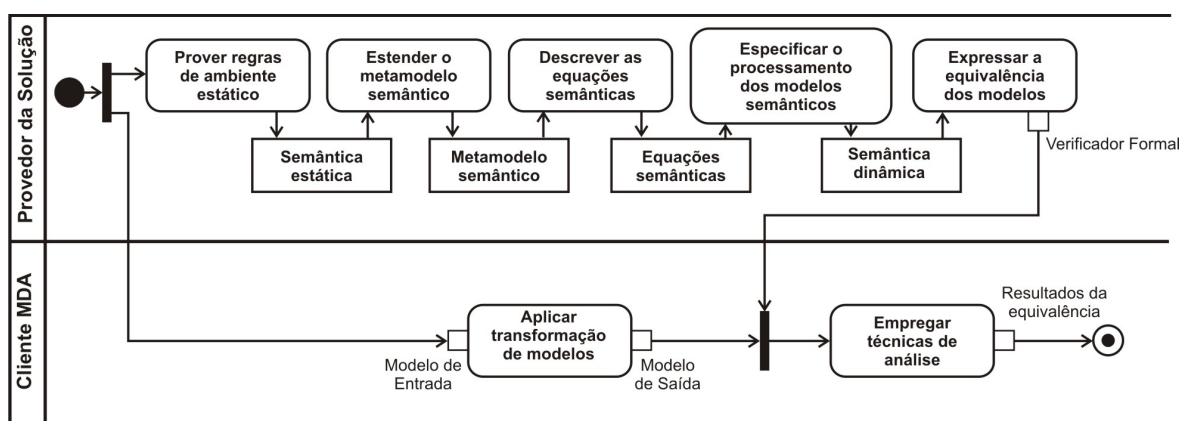 Provedor da Solução
Prover regras
de ambiente
estático
Estender o
metamodelo
semântico
Descrever as
equações
semânticas
Especificar o
processamento
dos modelos
semânticos
Expressar a
equivalência
dos modelos
Semântica
estática
Metamodelo
semântico
Equações
semânticas
Semântica
dinâmica
Verificador Formal
Cliente MDA
Modelo de
Entrada
Aplicar
transformação
de modelos
Modelo
de Saída
Empregar
técnicas de
análise
Resultados da
equivalência